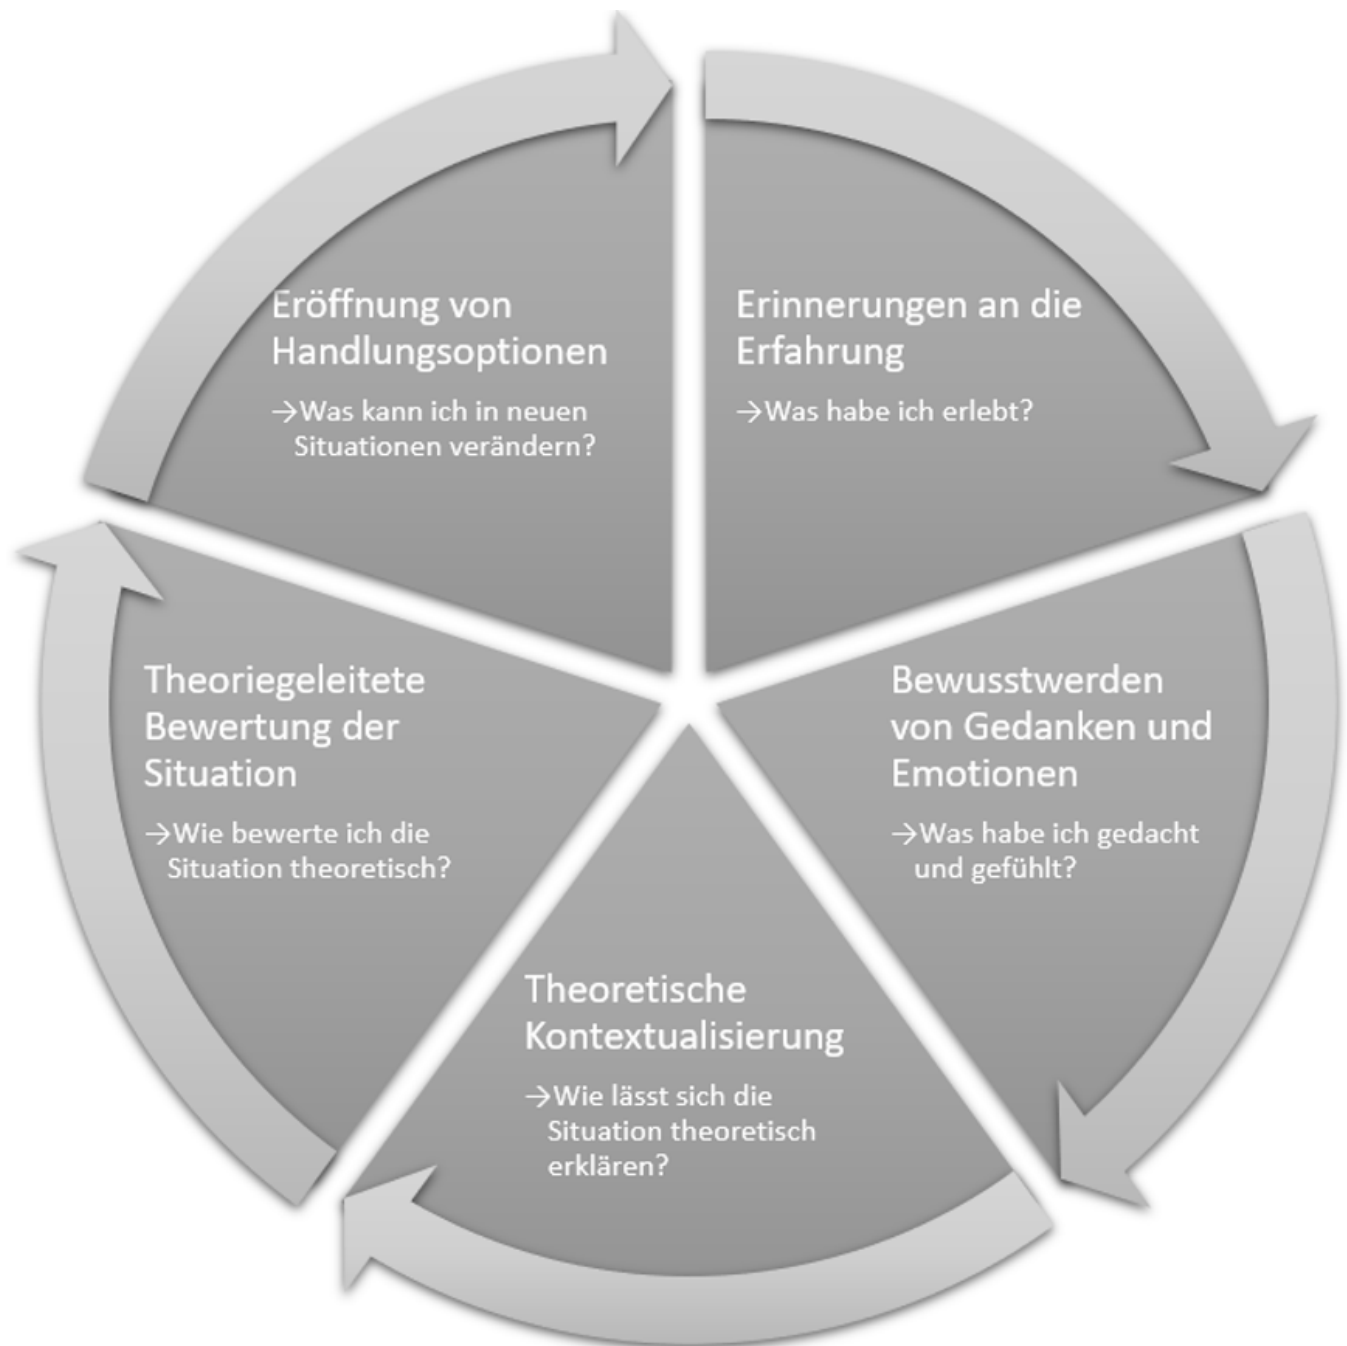 Eröffnung von
Handlungsoptionen
→Was kann ich in neuen
Situationen verändern?
Erinnerungen an die
Erfahrung
→Was habe ich erlebt?
Bewusstwerden
von Gedanken und
Emotionen
→Was habe ich gedacht
und gefühlt?
Theoretische
Kontextualisierung
→Wie lässt sich die
Situation theoretisch
erklären?
Theoriegeleitete
Bewertung der
Situation
→Wie bewerte ich die
Situation theoretisch?